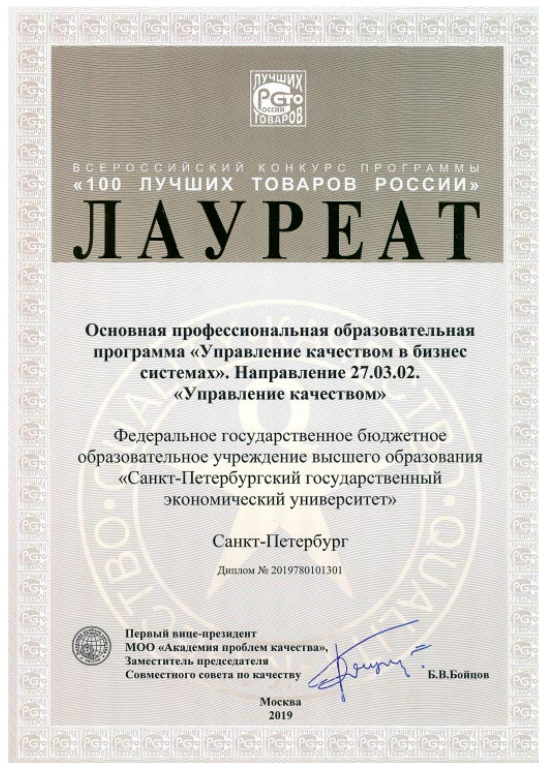 ЛУЧШИХ
СТО
РОССИИ
ТОВАРОВ
ВСЕРОССИЙСКИЙ КОНКУРС ПРОГРАММЫ
«100 ЛУЧШИХ ТОВАРОВ РОССИИ»
ЛАУРЕАТ
Основная профессиональная образовательная
программа «Управление качеством в бизнес
системах». Направление 27.03.02.
«Управление качеством»
Федеральное государственное бюджетное
образовательное учреждение высшего образования
«Санкт-Петербургский государственный
экономический университет»
Санкт-Петербург
Диплом № 2019780101301
Первый вице-президент
МОО «Академия проблем качества»,
Заместитель председателя
Совместного совета по качеству
Б.В.Бойцов
Москва
2019